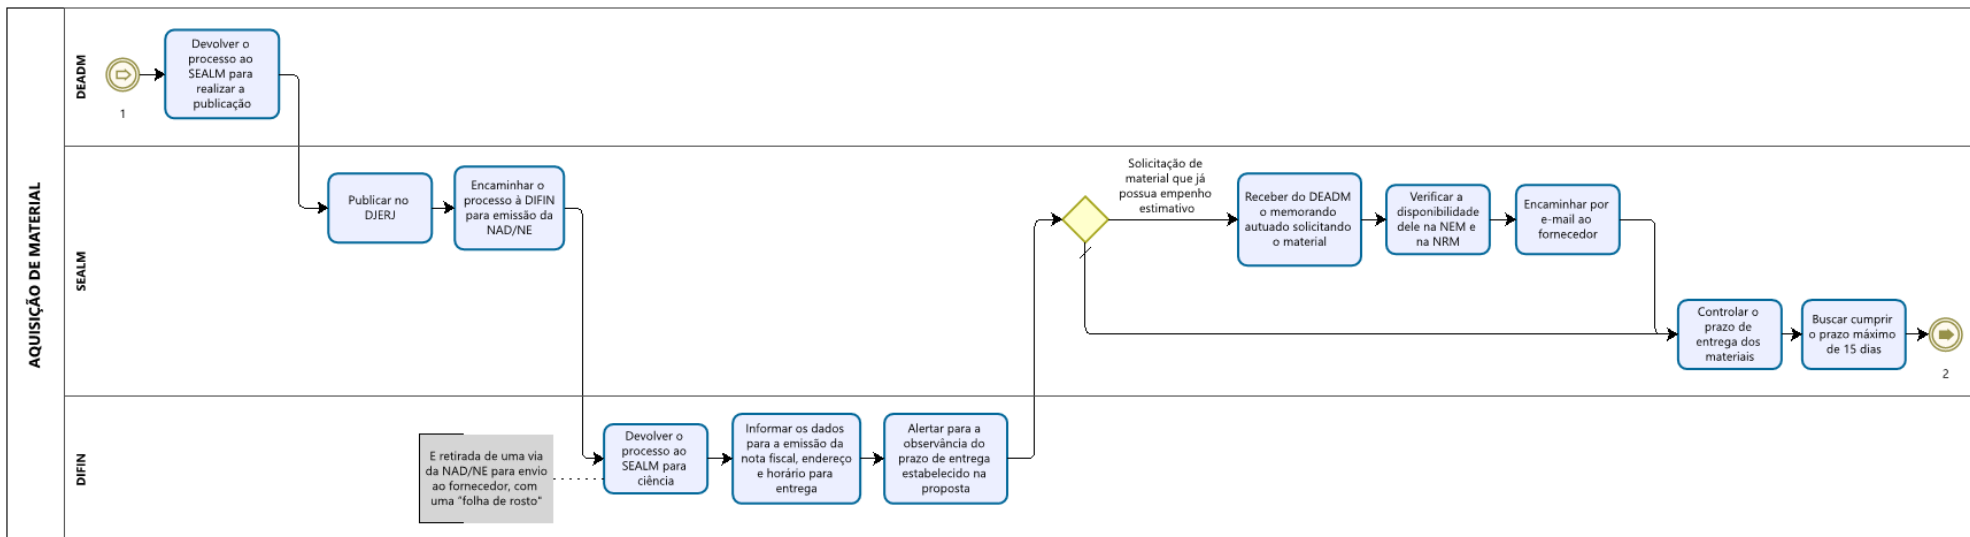 AQUISIÇÃO DE MATERIAL
DEADM
1
Devolver o
processo ao
SEALM para
realizar a
publicação
SEALM
Publicar no
DJERJ
Encaminhar o
processo à DIFIN
para emissão da
NAD/NE
Solicitação de
material que já
possua empenho
estimativo
Receber do DEADM
o memorando
autuado solicitando
o material
Verificar a
disponibilidade
dele na NEM e
na NRM
Encaminhar por
e-mail ao
fornecedor
Controlar o
prazo de
entrega dos
materiais
Buscar cumprir
o prazo máximo
de 15 dias
2
DIFIN
E retirada de uma via
da NAD/NE para envio
ao fornecedor, com
uma "folha de rosto"
Devolver o
processo ao
SEALM para
ciência
Informar os dados
para a emissão da
nota fiscal, endereço
e horário para
entrega
Alertar para a
observância do
prazo de entrega
estabelecido na
proposta